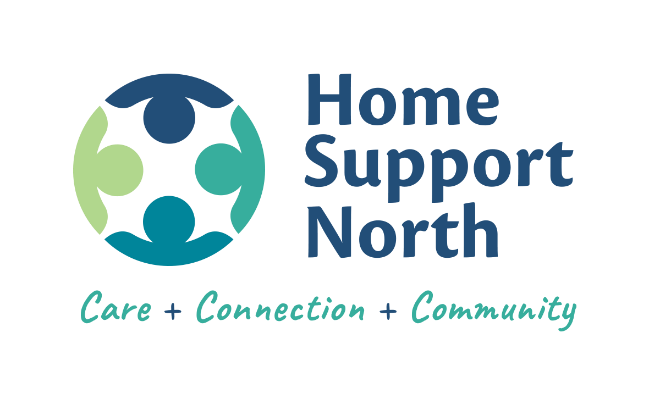 Home
Support
North
Care + Connection + Community